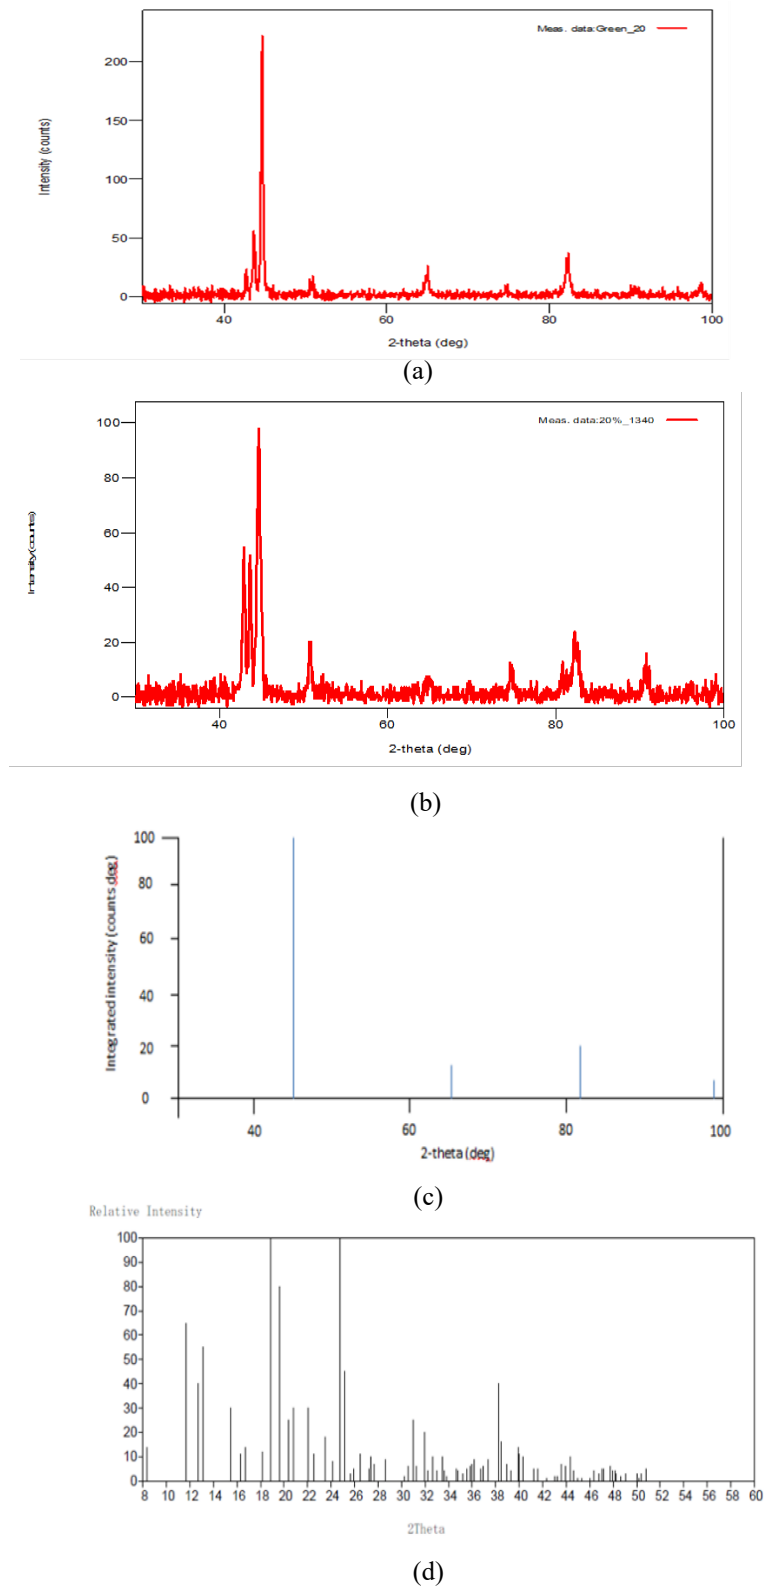 Meas. data:Green_20
Intensity (counts)
200
150
100
50
0
40 60 80 100
2-theta (deg)
(a)
Meas. data:20%_1340
Intensity(counts)
100
80
60
40
20
0
40 60 80 100
2-theta (deg)
(b)
Integrated intensity (counts deg)
100
80
60
40
20
0
40 60 80 100
2-theta (deg)
(c)
Relative Intensity
100
90
80
70
60
50
40
30
20
10
0
8 10 12 14 16 18 20 22 24 26 28 30 32 34 36 38 40 42 44 46 48 50 52 54 56 58 60
2Theta
(d)